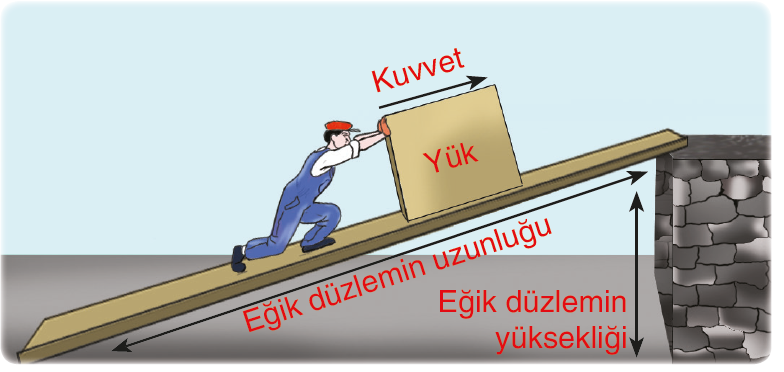 Kuvvet
Yük
Eğik düzlemin uzunluğu
Eğik düzlemin
yüksekliği